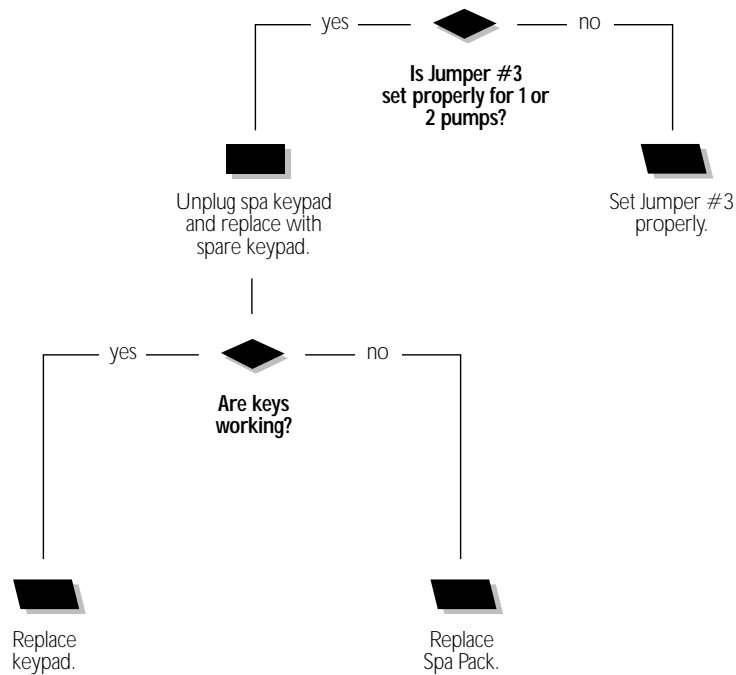 yes
no
Is Jumper #3
set properly for 1 or
2 pumps?
Unplug spa keypad
and replace with
spare keypad.
Set Jumper #3
properly.
yes
no
Are keys
working?
Replace
keypad.
Replace
Spa Pack.